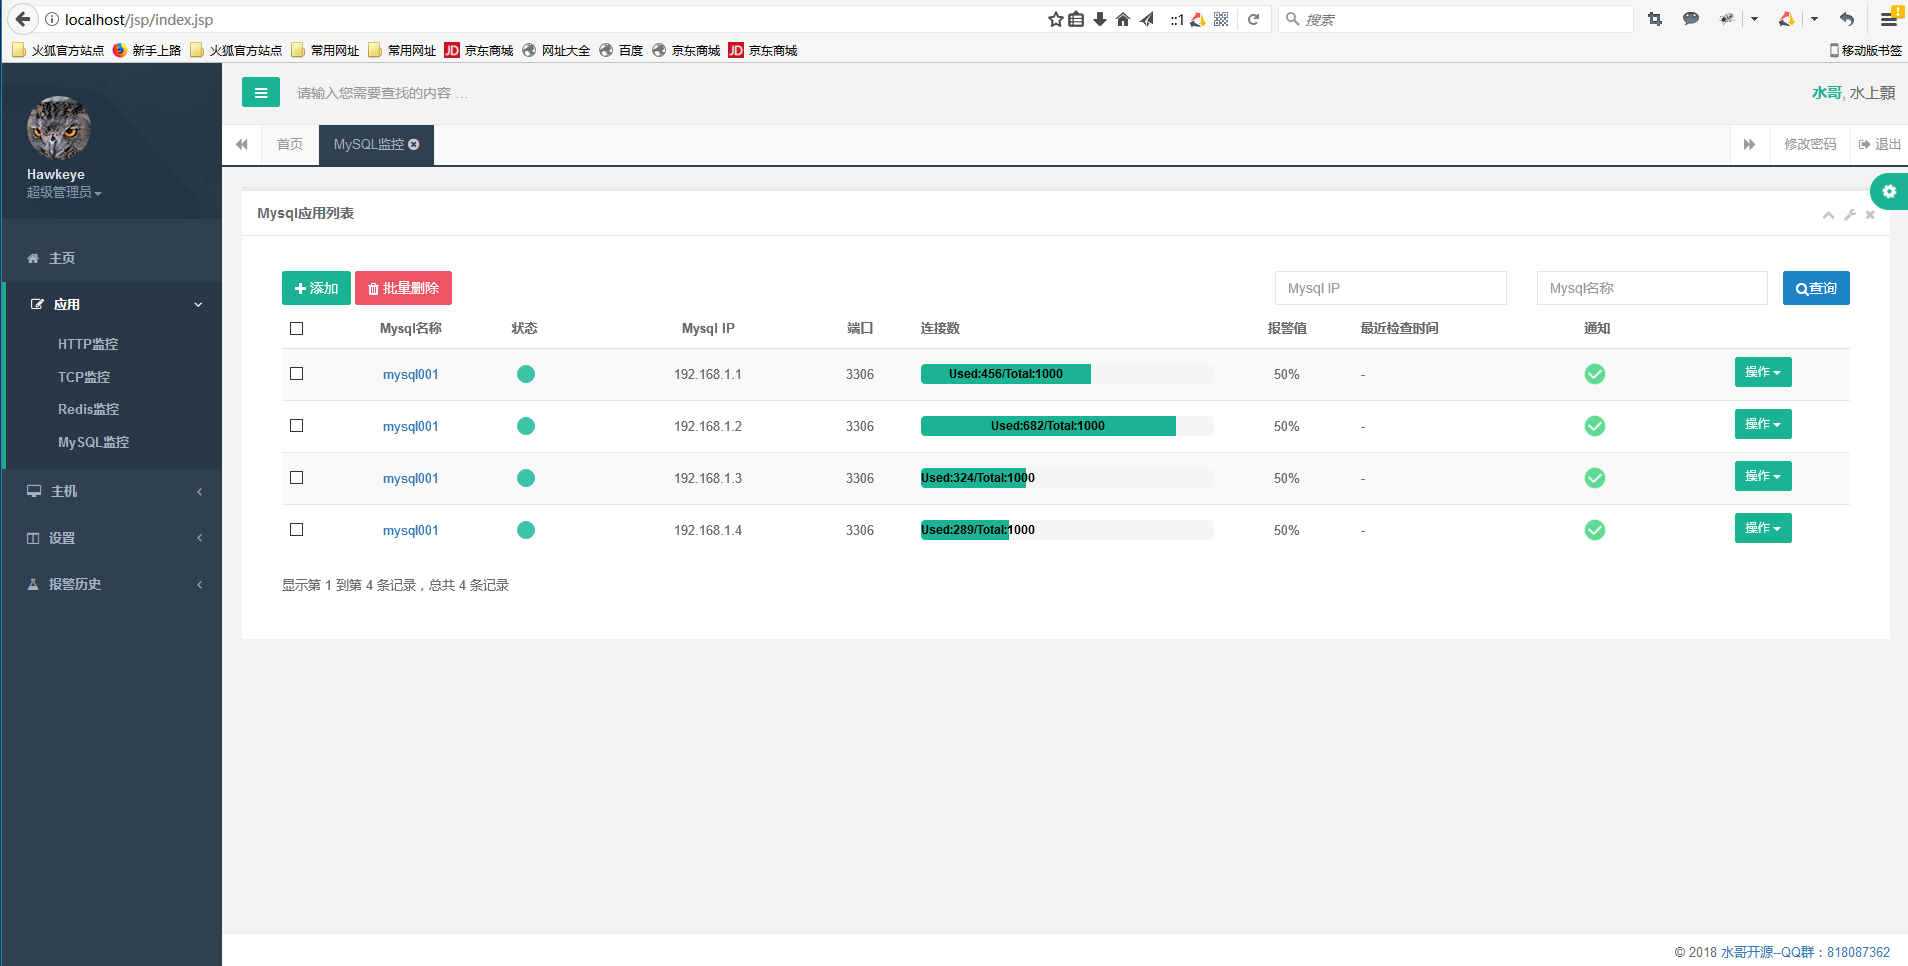 localhost/jsp/index.jsp
::1
搜索
火狐官方站点 新手上路 火狐官方站点 常用网址 常用网址 JD 京东商城 网址大全 百度 京东商城 JD 京东商城 移动版书签
请输入您需要查找的内容 …
水哥, 水上顥
Hawkeye
超级管理员
首页 MySQL监控 修改密码 退出
主页
应用
HTTP监控
TCP监控
Redis监控
MySQL监控
主机
设置
报警历史
Mysql应用列表
添加 批量删除 Mysql IP Mysql名称 查询
Mysql名称 状态 Mysql IP 端口 连接数 报警值 最近检查时间 通知
mysql001 192.168.1.1 3306 Used:456/Total:1000 50% - 操作
mysql001 192.168.1.2 3306 Used:682/Total:1000 50% - 操作
mysql001 192.168.1.3 3306 Used:324/Total:1000 50% - 操作
mysql001 192.168.1.4 3306 Used:289/Total:1000 50% - 操作
显示第 1 到第 4 条记录，总共 4 条记录
© 2018 水哥开源--QQ群：818087362